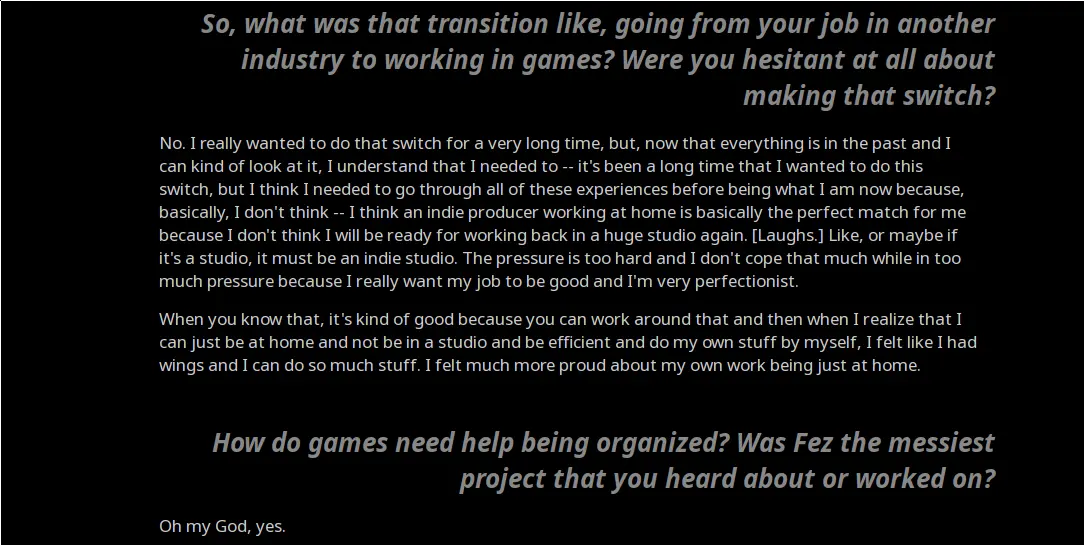 So, what was that transition like, going from your job in another
industry to working in games? Were you hesitant at all about
making that switch?
No. I really wanted to do that switch for a very long time, but, now that everything is in the past and I
can kind of look at it, I understand that I needed to -- it's been a long time that I wanted to do this
switch, but I think I needed to go through all of these experiences before being what I am now because,
basically, I don't think -- I think an indie producer working at home is basically the perfect match for me
because I don't think I will be ready for working back in a huge studio again. [Laughs.] Like, or maybe if
it's a studio, it must be an indie studio. The pressure is too hard and I don't cope that much while in too
much pressure because I really want my job to be good and I'm very perfectionist.
When you know that, it's kind of good because you can work around that and then when I realize that I
can just be at home and not be in a studio and be efficient and do my own stuff by myself, I felt like I had
wings and I can do so much stuff. I felt much more proud about my own work being just at home.
How do games need help being organized? Was Fez the messiest
project that you heard about or worked on?
Oh my God, yes.